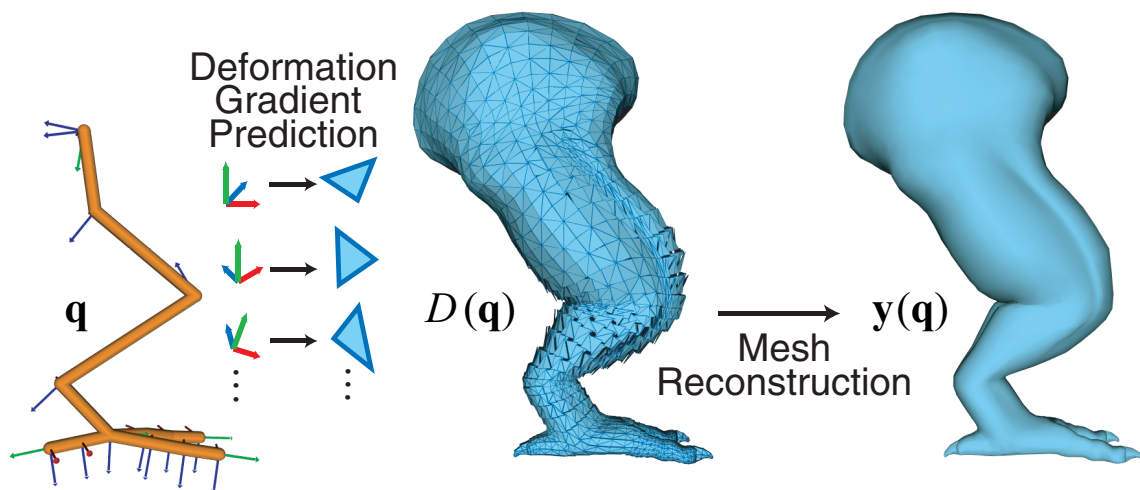 Deformation
Gradient
Prediction
q
D(q)
Mesh
Reconstruction
y(q)